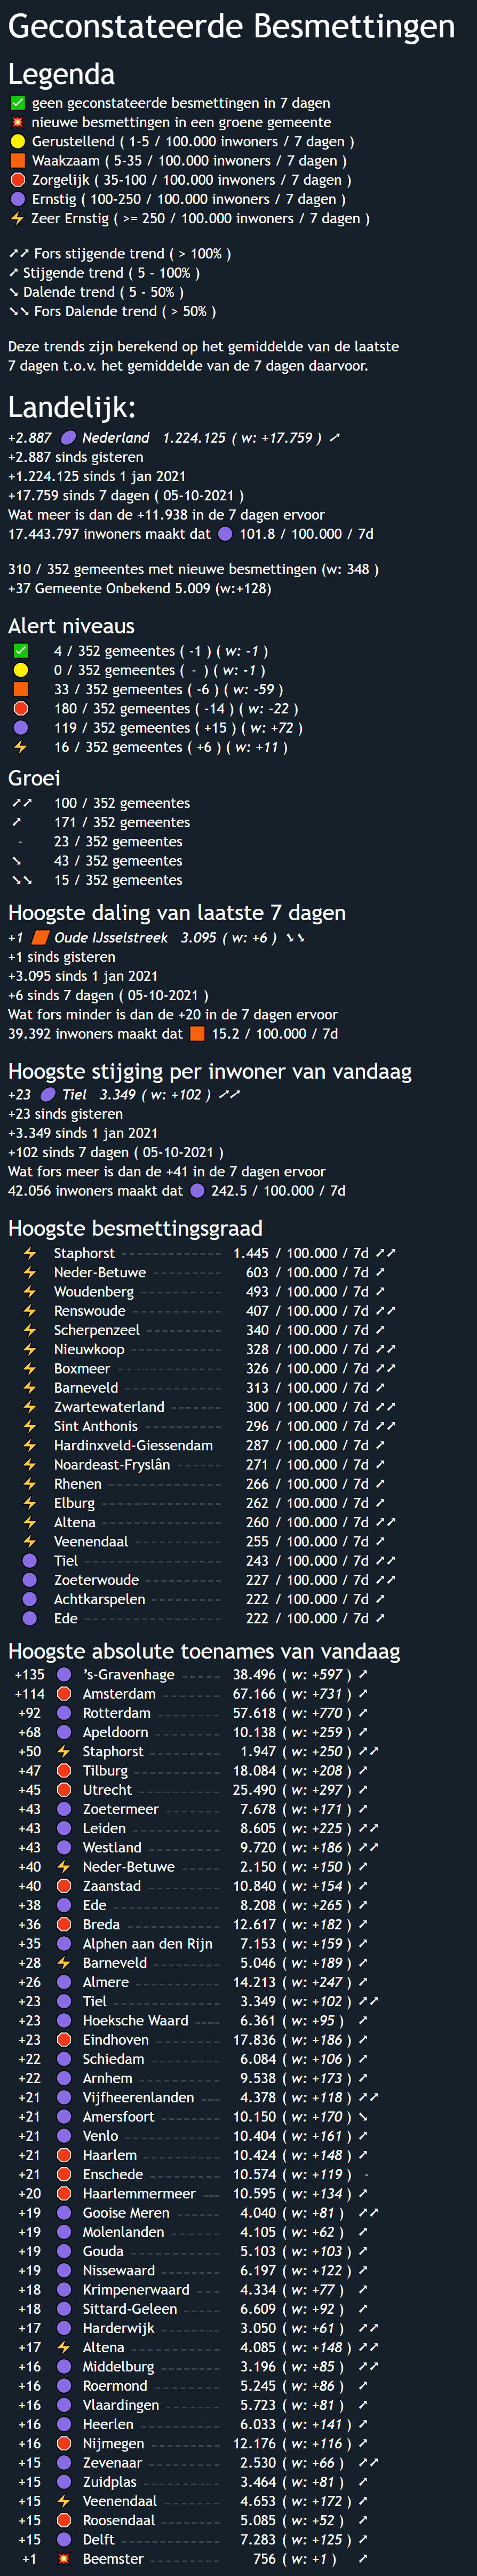 Geconstateerde Besmettingen
Legenda
✅ geen geconstateerde besmettingen in 7 dagen
💥 nieuwe besmettingen in een groene gemeente
🟡 Gerustellend ( 1-5 / 100.000 inwoners / 7 dagen )
🟧 Waakzaam ( 5-35 / 100.000 inwoners / 7 dagen )
🛑 Zorgelijk ( 35-100 / 100.000 inwoners / 7 dagen )
🟣 Ernstig ( 100-250 / 100.000 inwoners / 7 dagen )
⚡ Zeer Ernstig ( >= 250 / 100.000 inwoners / 7 dagen )
➚➚ Fors stijgende trend ( > 100% )
➚ Stijgende trend ( 5 - 100% )
➘ Dalende trend ( 5 - 50% )
➘➘ Fors Dalende trend ( > 50% )
Deze trends zijn berekend op het gemiddelde van de laatste
7 dagen t.o.v. het gemiddelde van de 7 dagen daarvoor.
Landelijk:
+2.887 🟣 Nederland 1.224.125 ( w: +17.759 ) ➚
+2.887 sinds gisteren
+1.224.125 sinds 1 jan 2021
+17.759 sinds 7 dagen ( 05-10-2021 )
Wat meer is dan de +11.938 in de 7 dagen ervoor
17.443.797 inwoners maakt dat 🟣 101.8 / 100.000 / 7d
310 / 352 gemeentes met nieuwe besmettingen (w: 348 )
+37 Gemeente Onbekend 5.009 (w:+128)
Alert niveaus
✅ 4 / 352 gemeentes ( -1 ) ( w: -1 )
🟡 0 / 352 gemeentes ( - ) ( w: -1 )
🟧 33 / 352 gemeentes ( -6 ) ( w: -59 )
🛑 180 / 352 gemeentes ( -14 ) ( w: -22 )
🟣 119 / 352 gemeentes ( +15 ) ( w: +72 )
⚡ 16 / 352 gemeentes ( +6 ) ( w: +11 )
Groei
➚➚ 100 / 352 gemeentes
➚ 171 / 352 gemeentes
- 23 / 352 gemeentes
➘ 43 / 352 gemeentes
➘➘ 15 / 352 gemeentes
Hoogste daling van laatste 7 dagen
+1 🟧 Oude IJsselstreek 3.095 ( w: +6 ) ➘➘
+1 sinds gisteren
+3.095 sinds 1 jan 2021
+6 sinds 7 dagen ( 05-10-2021 )
Wat fors minder is dan de +20 in de 7 dagen ervoor
39.392 inwoners maakt dat 🟧 15.2 / 100.000 / 7d
Hoogste stijging per inwoner van vandaag
+23 🟣 Tiel 3.349 ( w: +102 ) ➚➚
+23 sinds gisteren
+3.349 sinds 1 jan 2021
+102 sinds 7 dagen ( 05-10-2021 )
Wat fors meer is dan de +41 in de 7 dagen ervoor
42.056 inwoners maakt dat 🟣 242.5 / 100.000 / 7d
Hoogste besmettingsgraad
⚡ Staphorst 1.445 / 100.000 / 7d ➚➚
⚡ Neder-Betuwe 603 / 100.000 / 7d ➚
⚡ Woudenberg 493 / 100.000 / 7d ➚
⚡ Renswoude 407 / 100.000 / 7d ➚➚
⚡ Scherpenzeel 340 / 100.000 / 7d ➚
⚡ Nieuwkoop 328 / 100.000 / 7d ➚➚
⚡ Boxmeer 326 / 100.000 / 7d ➚➚
⚡ Barneveld 313 / 100.000 / 7d ➚
⚡ Zwartewaterland 300 / 100.000 / 7d ➚➚
⚡ Sint Anthonis 296 / 100.000 / 7d ➚➚
⚡ Hardinxveld-Giessendam 287 / 100.000 / 7d ➚
⚡ Noardeast-Fryslân 271 / 100.000 / 7d ➚
⚡ Rhenen 266 / 100.000 / 7d ➚
⚡ Elburg 262 / 100.000 / 7d ➚
⚡ Altena 260 / 100.000 / 7d ➚➚
⚡ Veenendaal 255 / 100.000 / 7d ➚
🟣 Tiel 243 / 100.000 / 7d ➚➚
🟣 Zoeterwoude 227 / 100.000 / 7d ➚➚
🟣 Achtkarspelen 222 / 100.000 / 7d ➚
🟣 Ede 222 / 100.000 / 7d ➚
Hoogste absolute toenames van vandaag
+135 🟣 's-Gravenhage 38.496 ( w: +597 ) ➚
+114 🛑 Amsterdam 67.166 ( w: +731 ) ➚
+92 🟣 Rotterdam 57.618 ( w: +770 ) ➚
+68 🟣 Apeldoorn 10.138 ( w: +259 ) ➚
+50 ⚡ Staphorst 1.947 ( w: +250 ) ➚➚
+47 🛑 Tilburg 18.084 ( w: +208 ) ➚
+45 🛑 Utrecht 25.490 ( w: +297 ) ➚
+43 🟣 Zoetermeer 7.678 ( w: +171 ) ➚
+43 🟣 Leiden 8.605 ( w: +225 ) ➚➚
+43 🟣 Westland 9.720 ( w: +186 ) ➚➚
+40 ⚡ Neder-Betuwe 2.150 ( w: +150 ) ➚
+40 🛑 Zaanstad 10.840 ( w: +154 ) ➚
+38 🟣 Ede 8.208 ( w: +265 ) ➚
+36 🛑 Breda 12.617 ( w: +182 ) ➚
+35 🟣 Alphen aan den Rijn 7.153 ( w: +159 ) ➚
+28 ⚡ Barneveld 5.046 ( w: +189 ) ➚
+26 🟣 Almere 14.213 ( w: +247 ) ➚
+23 🟣 Tiel 3.349 ( w: +102 ) ➚➚
+23 🟣 Hoeksche Waard 6.361 ( w: +95 ) ➚
+23 🛑 Eindhoven 17.836 ( w: +186 ) ➚
+22 🟣 Schiedam 6.084 ( w: +106 ) ➚
+22 🟣 Arnhem 9.538 ( w: +173 ) ➚
+21 🟣 Vijfheerenlanden 4.378 ( w: +118 ) ➚➚
+21 🟣 Amersfoort 10.150 ( w: +170 ) ➘
+21 🟣 Venlo 10.404 ( w: +161 ) ➚
+21 🛑 Haarlem 10.424 ( w: +148 ) ➚
+21 🛑 Enschede 10.574 ( w: +119 ) -
+20 🛑 Haarlemmermeer 10.595 ( w: +134 ) ➚
+19 🟣 Gooise Meren 4.040 ( w: +81 ) ➚➚
+19 🟣 Molenlanden 4.105 ( w: +62 ) ➚
+19 🟣 Gouda 5.103 ( w: +103 ) ➚
+19 🟣 Nissewaard 6.197 ( w: +122 ) ➚
+18 🟣 Krimpenerwaard 4.334 ( w: +77 ) ➚
+18 🟣 Sittard-Geleen 6.609 ( w: +92 ) ➚
+17 🟣 Harderwijk 3.050 ( w: +61 ) ➚➚
+17 ⚡ Altena 4.085 ( w: +148 ) ➚➚
+16 🟣 Middelburg 3.196 ( w: +85 ) ➚➚
+16 🟣 Roermond 5.245 ( w: +86 ) ➚
+16 🟣 Vlaardingen 5.723 ( w: +81 ) ➚
+16 🟣 Heerlen 6.033 ( w: +141 ) ➚
+16 🛑 Nijmegen 12.176 ( w: +116 ) ➚
+15 🟣 Zevenaar 2.530 ( w: +66 ) ➚➚
+15 🟣 Zuidplas 3.464 ( w: +81 ) ➚
+15 ⚡ Veenendaal 4.653 ( w: +172 ) ➚
+15 🛑 Roosendaal 5.085 ( w: +52 ) ➚
+15 🟣 Delft 7.283 ( w: +125 ) ➚
+1 💥 Beemster 756 ( w: +1 ) ➚